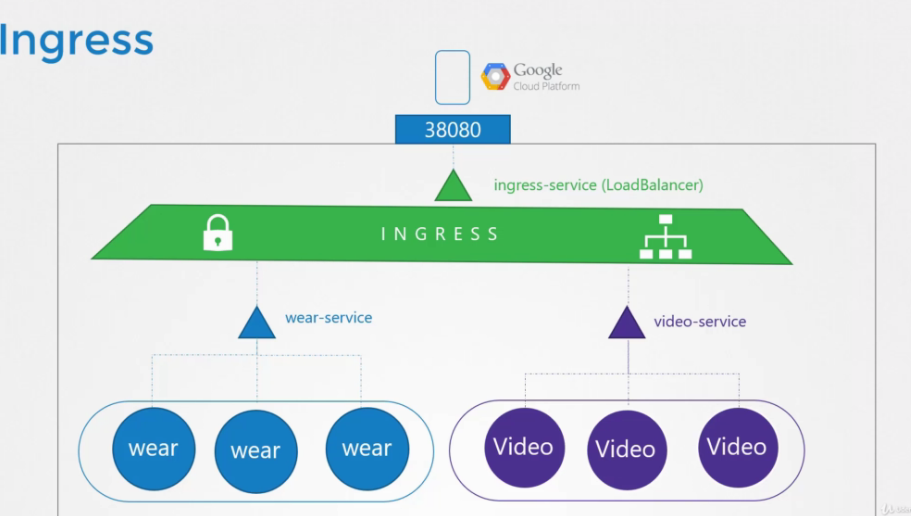 Ingress
Google
Cloud Platform
38080
ingress-service (LoadBalancer)
INGRESS
wear-service
video-service
wear
wear
wear
Video
Video
Video